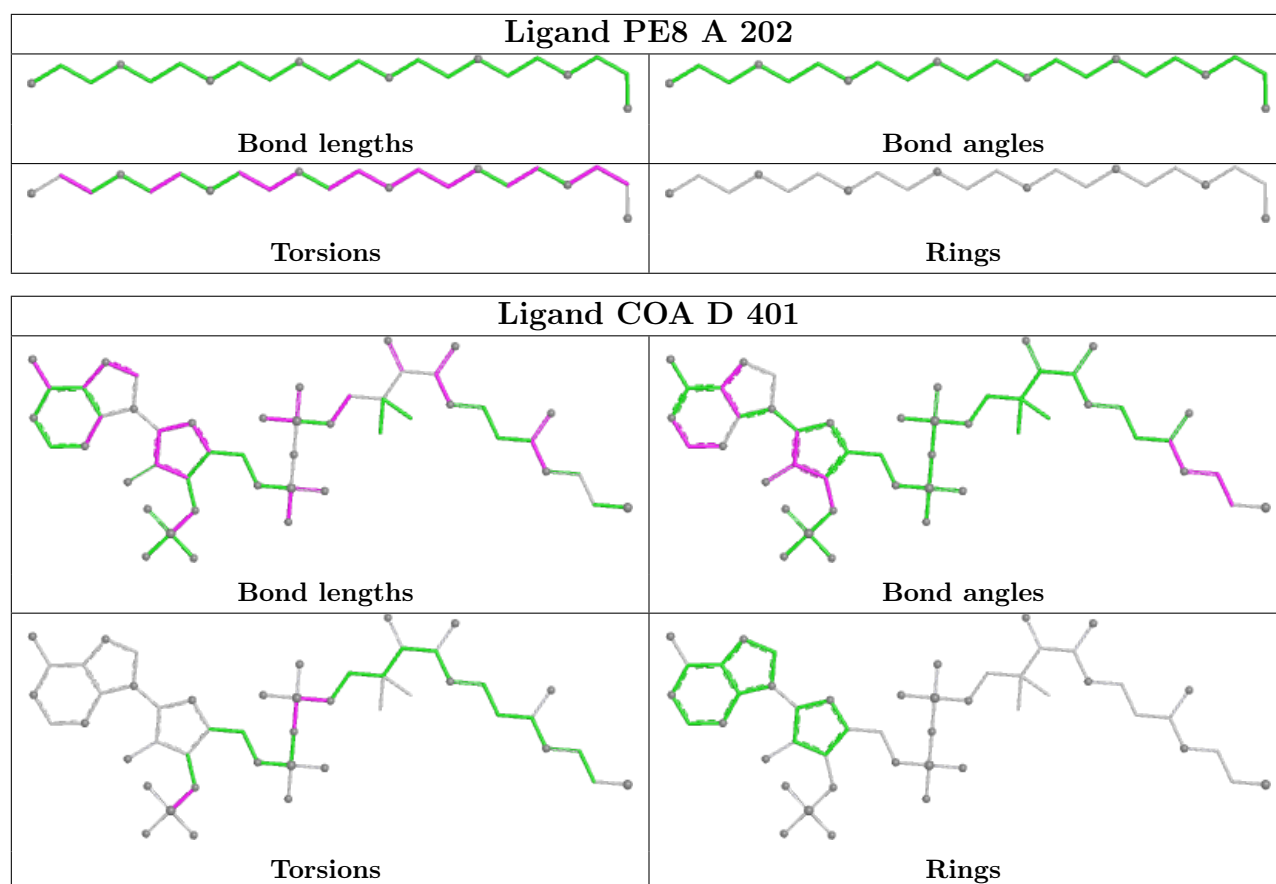 Ligand PE8 A 202
Bond lengths
Bond angles
Torsions
Rings
Ligand COA D 401
Bond lengths
Bond angles
Torsions
Rings